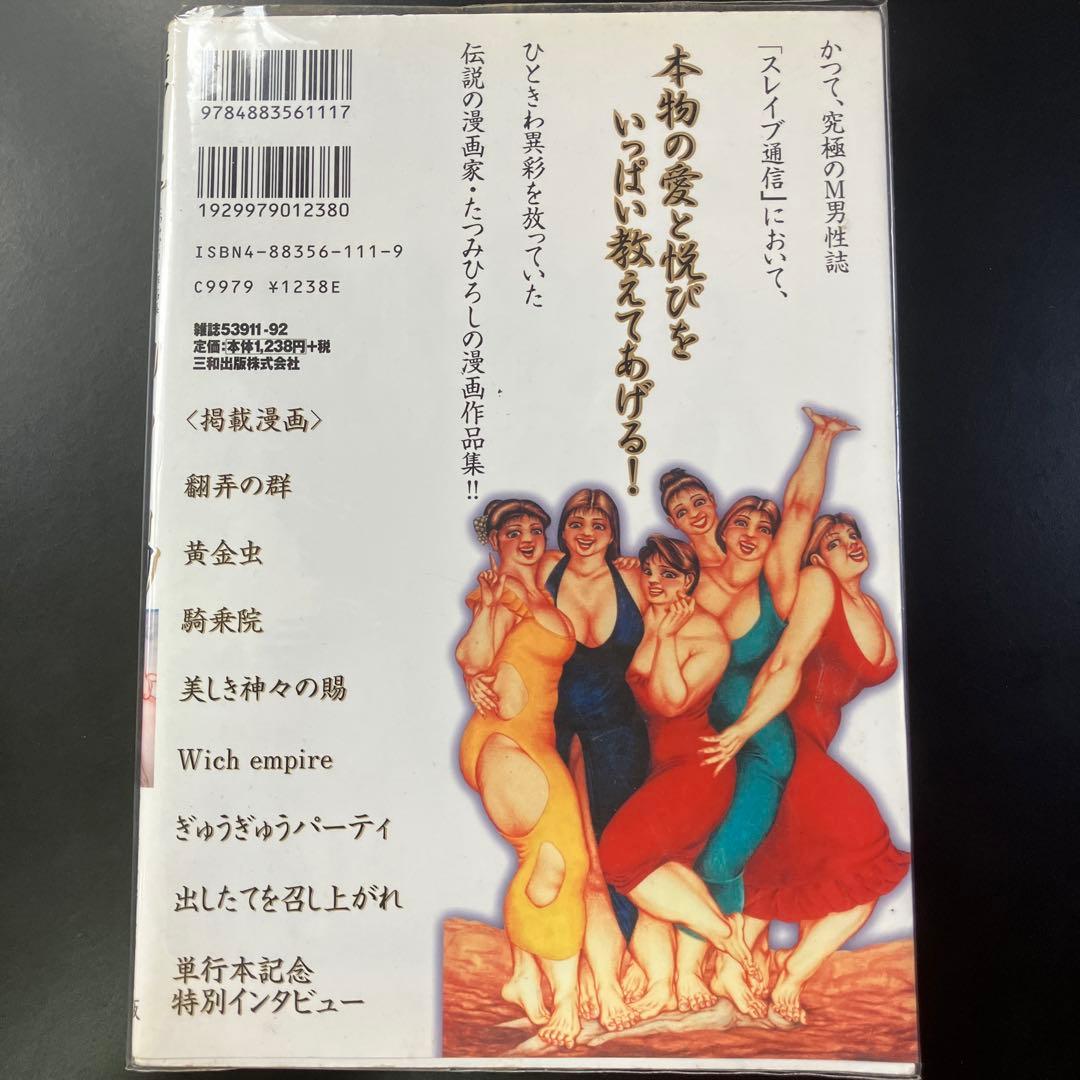 かつて、究極のM男性誌
「スレイブ通信」において、
本物の愛と悦びを
いっぱい教えてあげる!
ひときわ異彩を放っていた
伝説の漫画家・たつみひろしの漫画作品集!!
9784883561117
1929979012380
ISBN4-88356-111-9
C9979 ¥1238E
雑誌53911-92
定価:本体1,238円+税
三和出版株式会社
〈掲載漫画〉
翻弄の群
黄金虫
騎乗院
美しき神々の賜
Wich empire
ぎゅうぎゅうパーティ
出したてを召し上がれ
単行本記念
特別インタビュー
版